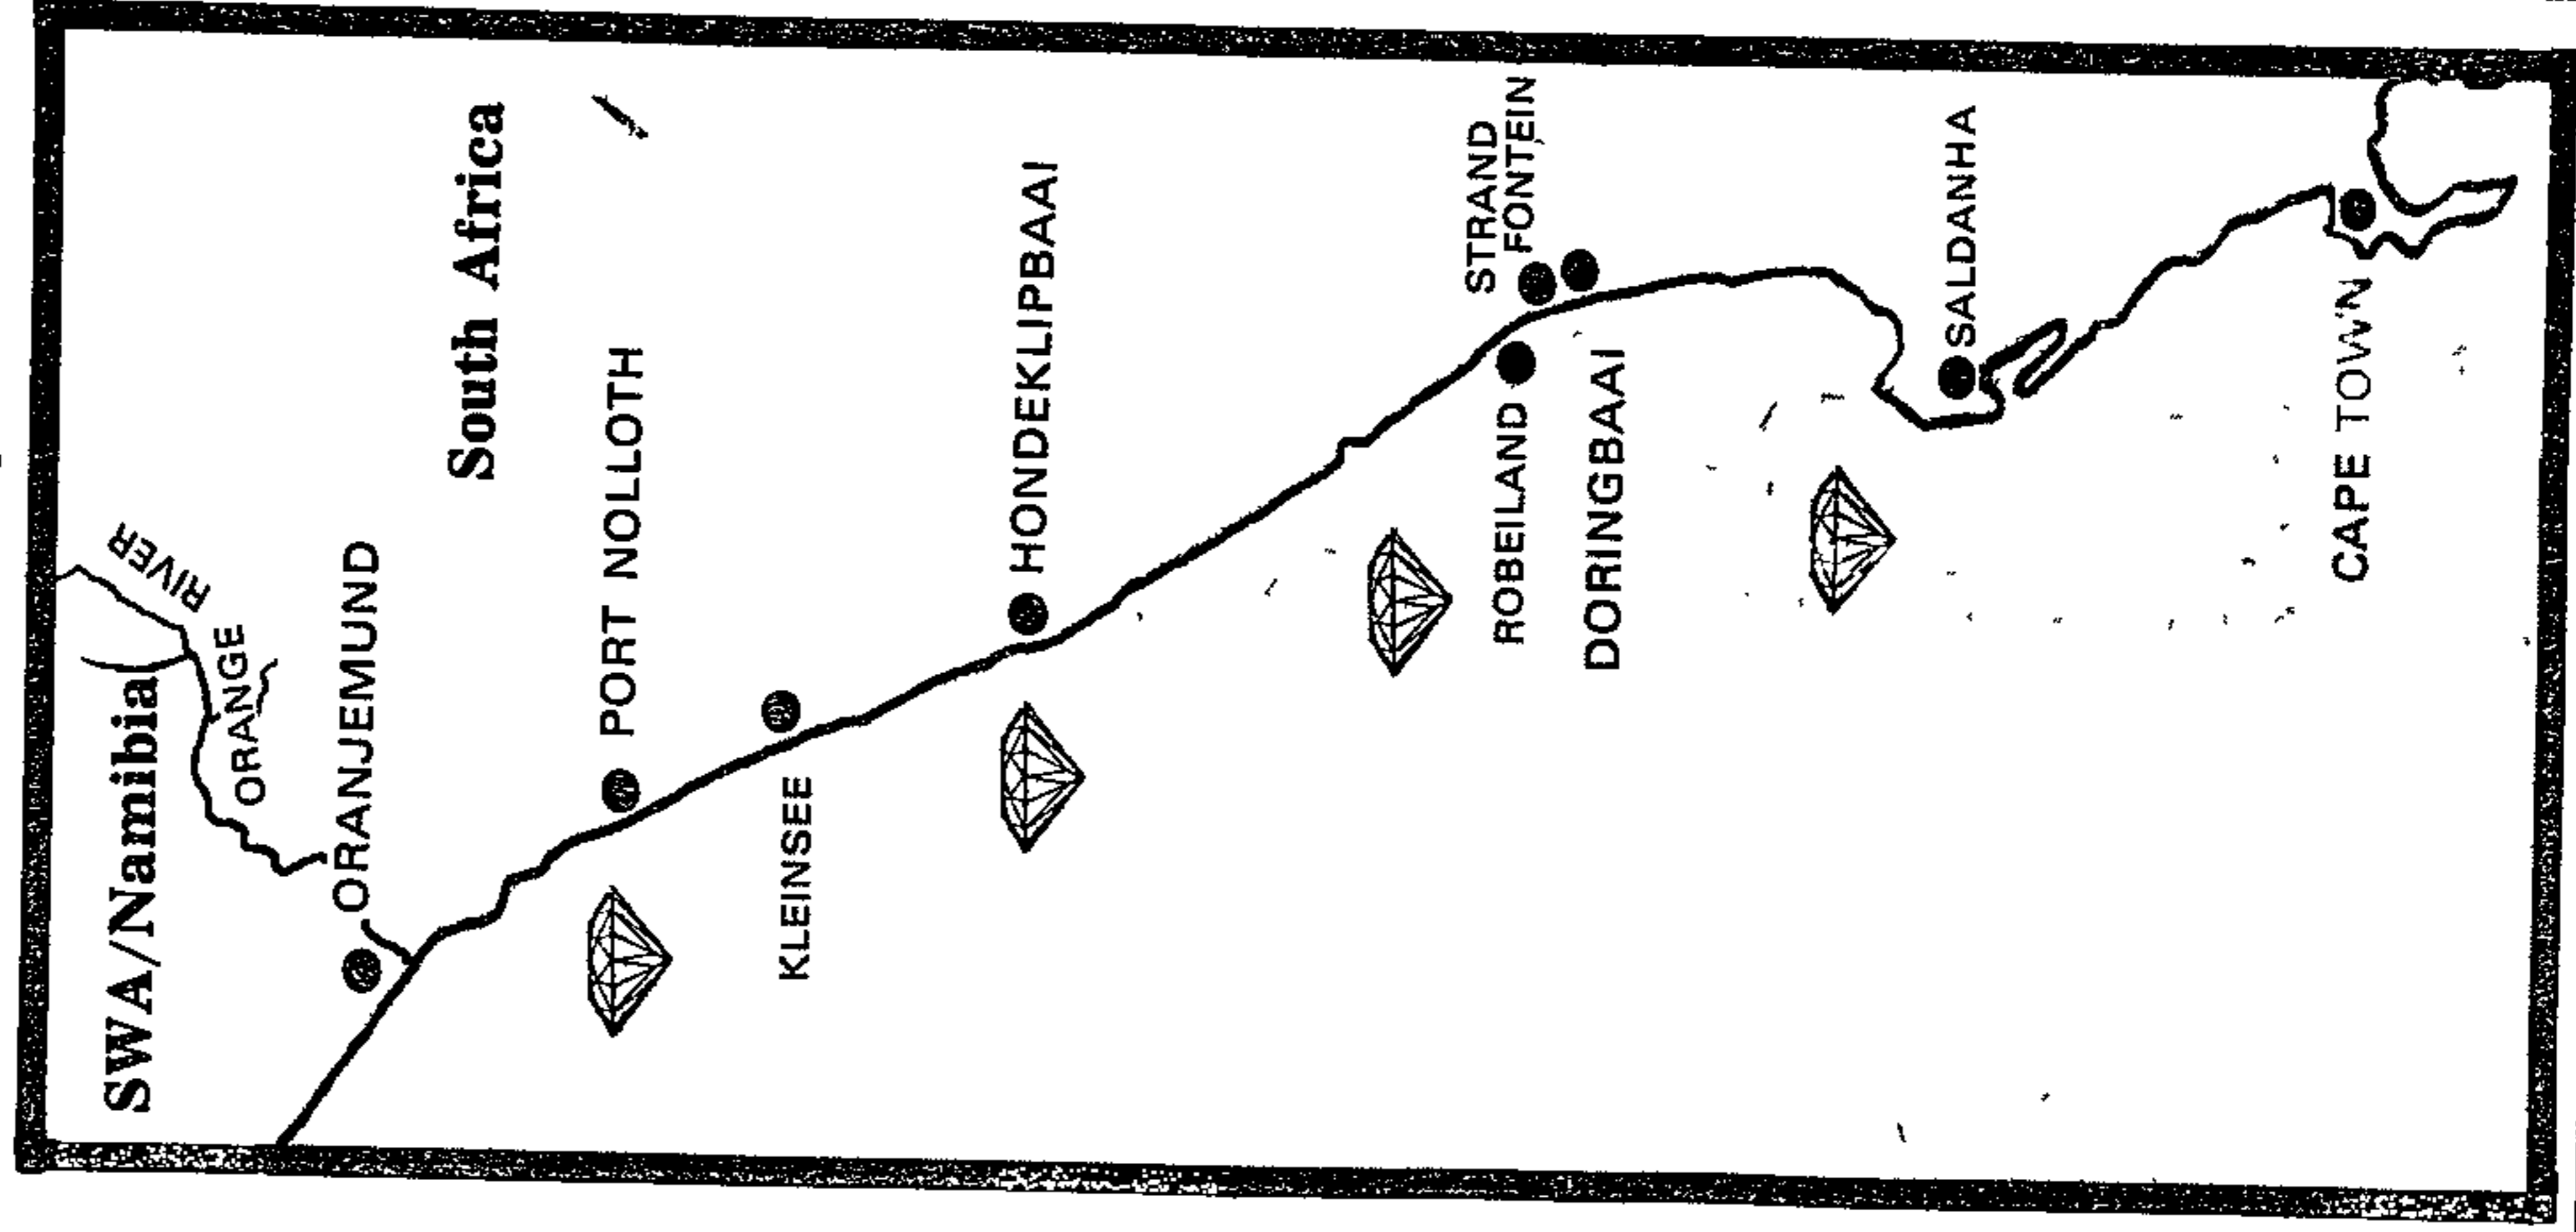 SWA/Namibia
RIVER
ORANGE
ORANJEMUND
South Africa
PORT NOLLOTH
KLEINSEE
HONDEKLIPBAAI
STRAND
FONTEIN
ROBEILAND
DORINGBAAI
SALDANHA
CAPE TOWN